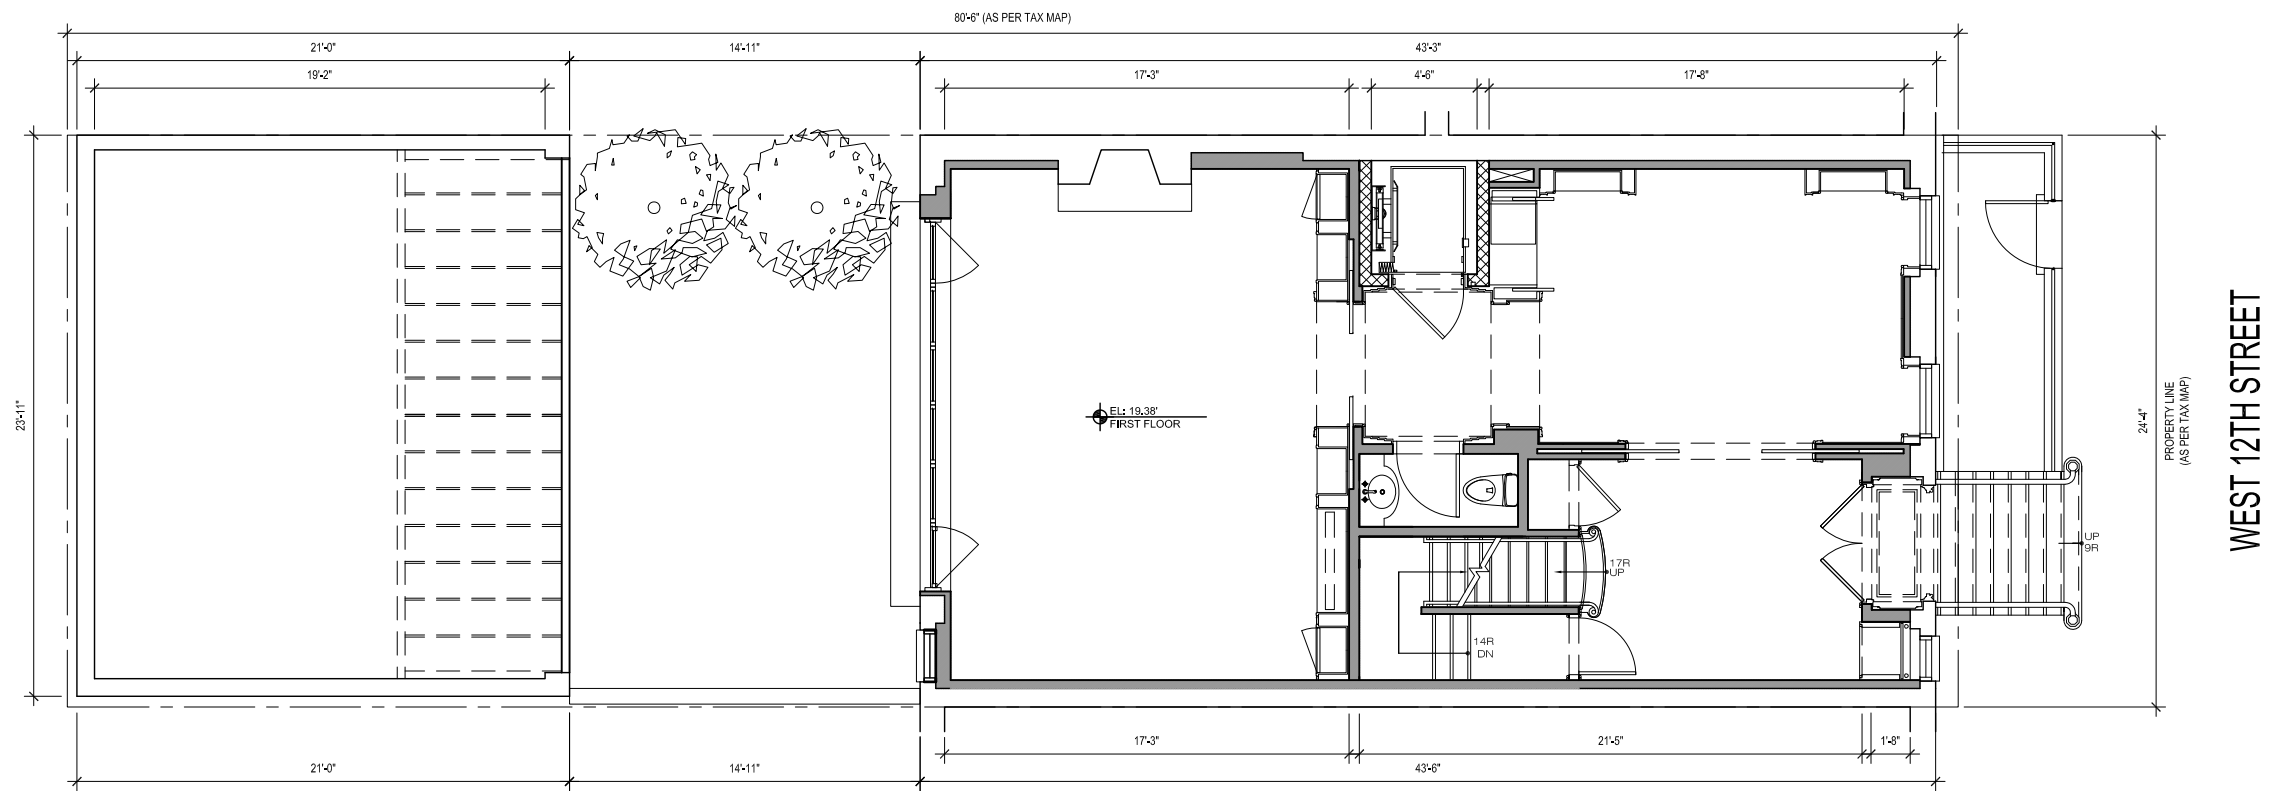 80'-6" (AS PER TAX MAP)
21'-0"
14'-11"
43'-3"
19'-2"
17'-3"
4'-6"
17'-8"
23'-11"
EL: 19.38'
FIRST FLOOR
24'-4"
PROPERTY LINE
(AS PER TAX MAP)
WEST 12TH STREET
UP
9R
17R
UP
14R
DN
17'-3"
21'-5"
1'-8"
21'-0"
14'-11"
43'-6"